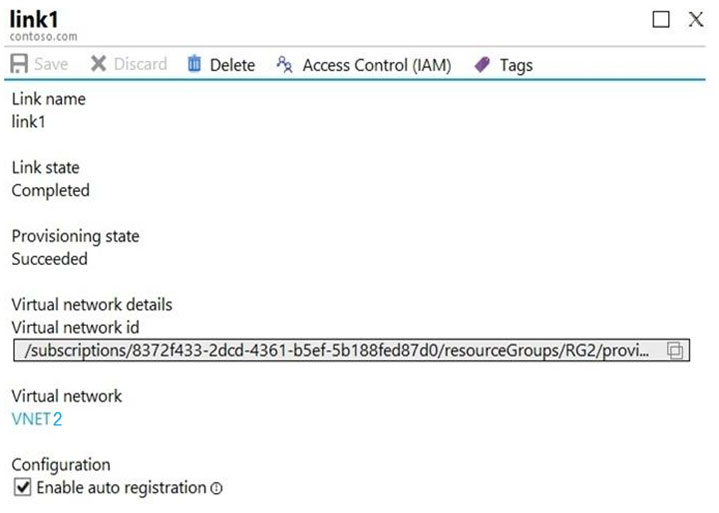 link1
contoso.com
Save Discard Delete Access Control (IAM) Tags
Link name
link1
Link state
Completed
Provisioning state
Succeeded
Virtual network details
Virtual network id
/subscriptions/8372f433-2dcd-4361-b5ef-5b188fed87d0/resourceGroups/RG2/provi...
Virtual network
VNET2
Configuration
Enable auto registration